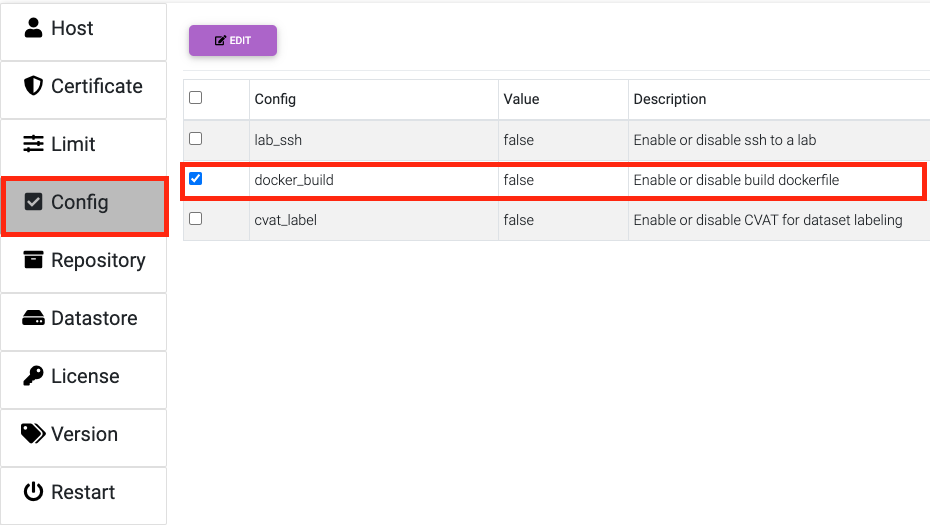 Host
Certificate
Limit
Config
Repository
Datastore
License
Version
Restart
EDIT
Config Value Description
lab_ssh false Enable or disable ssh to a lab
docker_build false Enable or disable build dockerfile
cvat_label false Enable or disable CVAT for dataset labeling